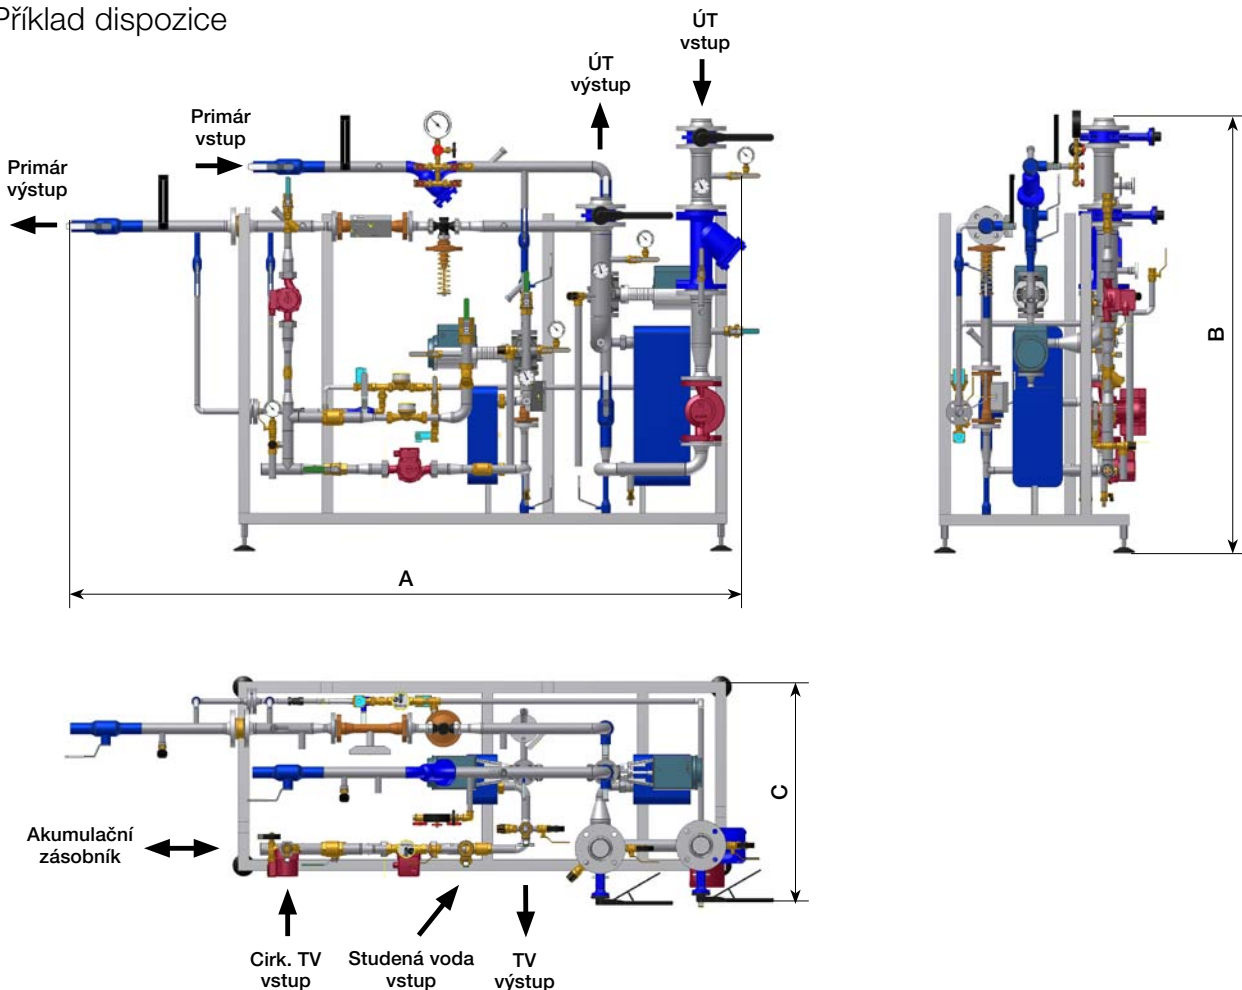 Příklad dispozice
ÚT
vstup
ÚT
výstup
Primár
vstup
Primár
výstup
A
B
C
Akumulační
zásobník
Cirk. TV
vstup
Studená voda
vstup
TV
výstup